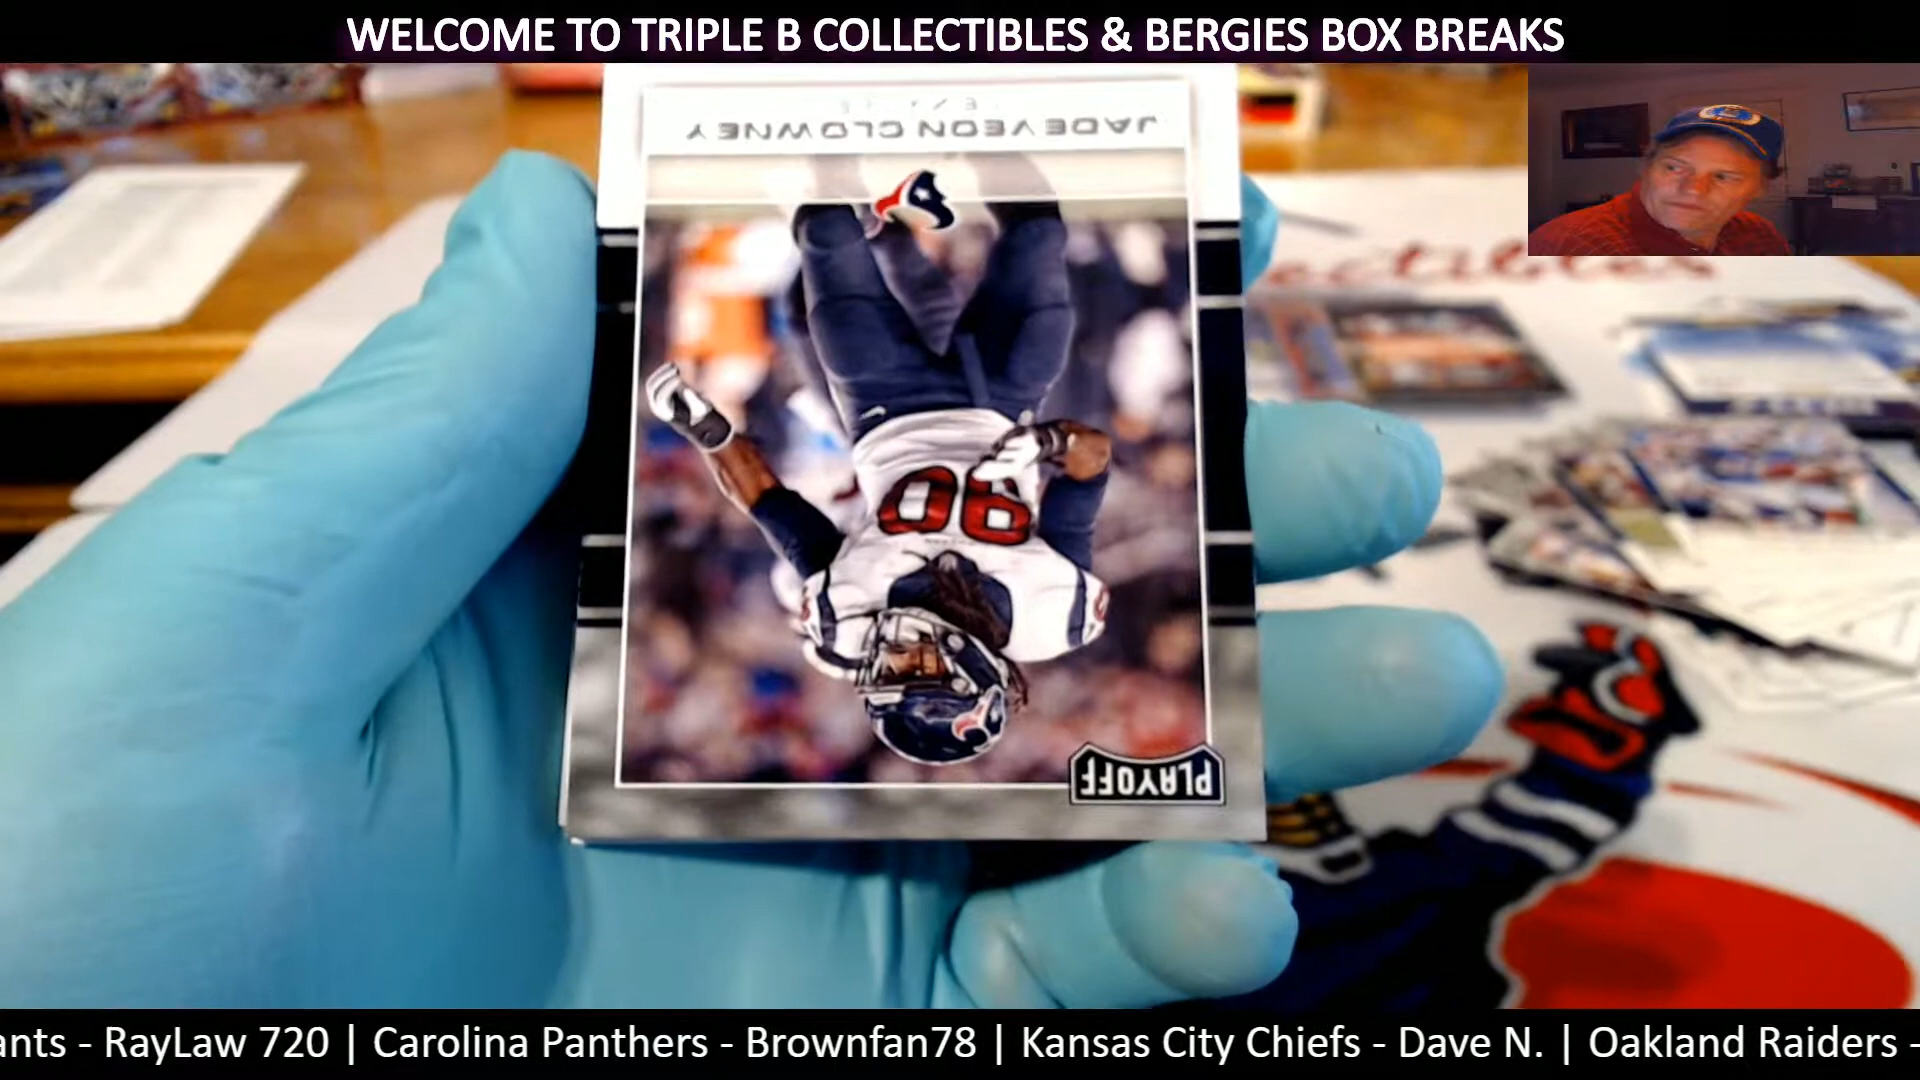 WELCOME TO TRIPLE B COLLECTIBLES & BERGIES BOX BREAKS
JADEVEON CLOWNEY
90
PLAYOFF
ectibles
ants - RayLaw 720 | Carolina Panthers - Brownfan78 | Kansas City Chiefs - Dave N. | Oakland Raiders -